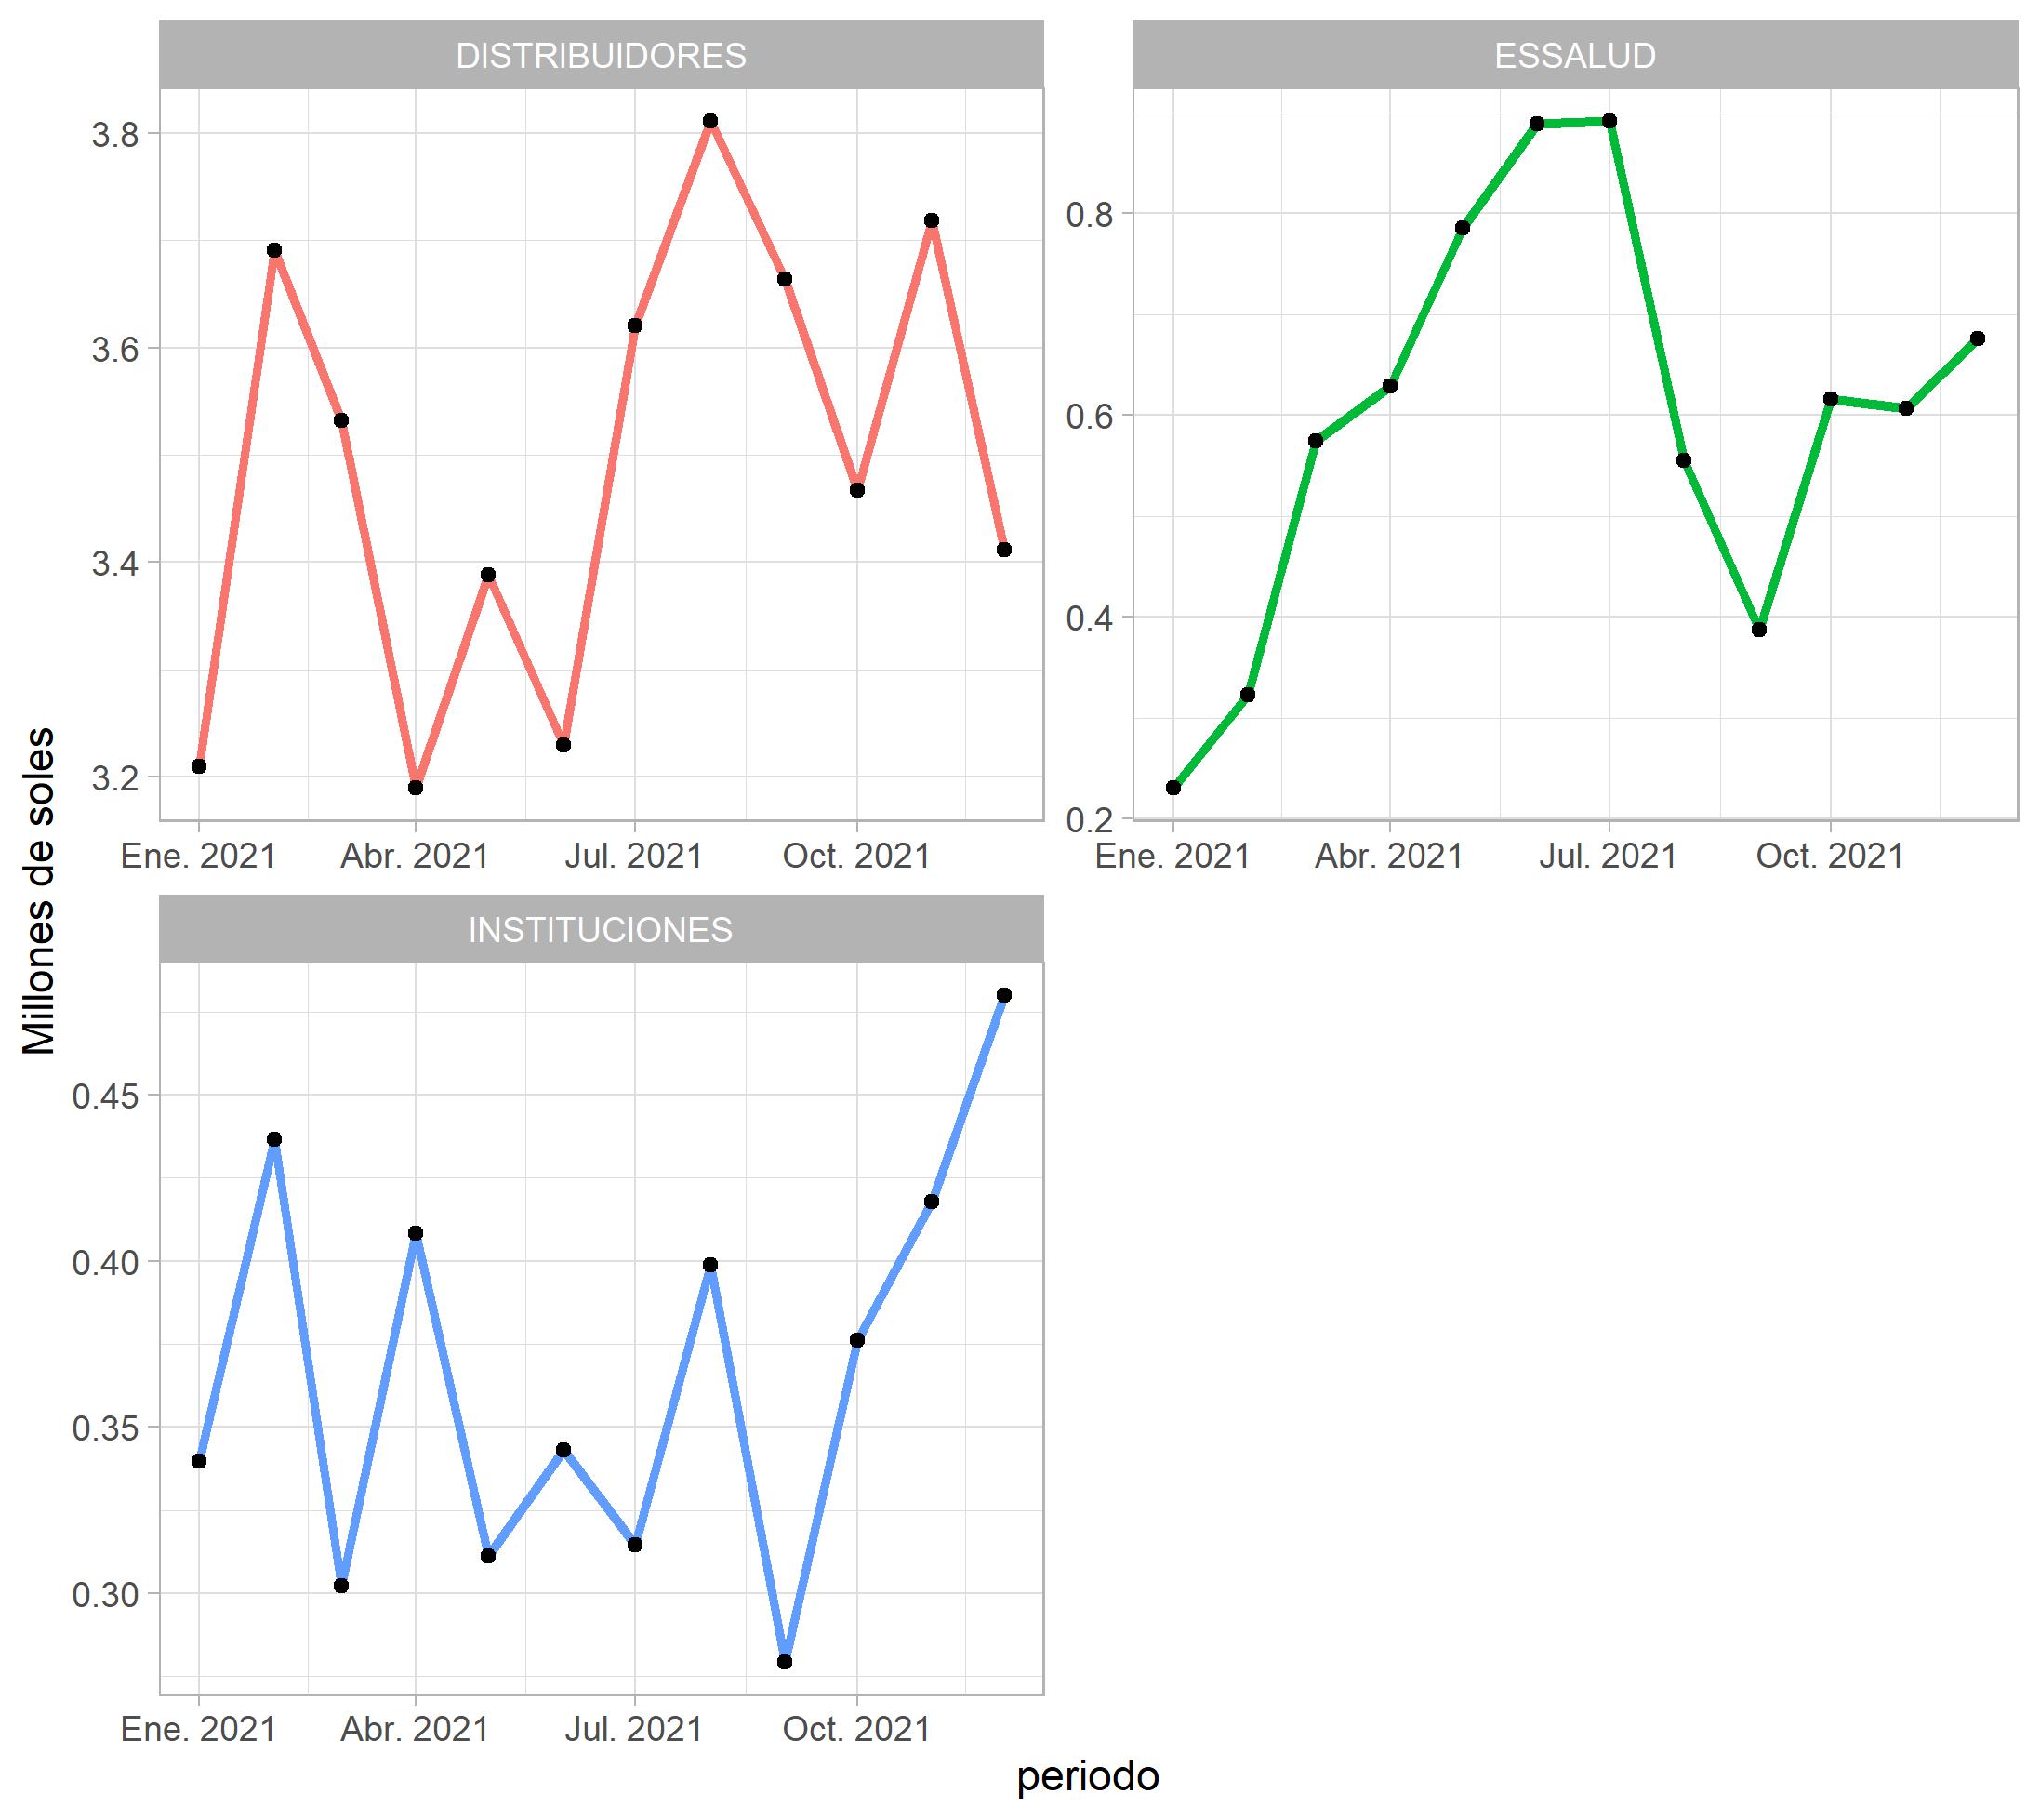 DISTRIBUIDORES
3.8
3.6
3.4
3.2
Ene. 2021 Abr. 2021 Jul. 2021 Oct. 2021
ESSALUD
0.8
0.6
0.4
0.2
Ene. 2021 Abr. 2021 Jul. 2021 Oct. 2021
Millones de soles
INSTITUCIONES
0.45
0.40
0.35
0.30
Ene. 2021 Abr. 2021 Jul. 2021 Oct. 2021
periodo